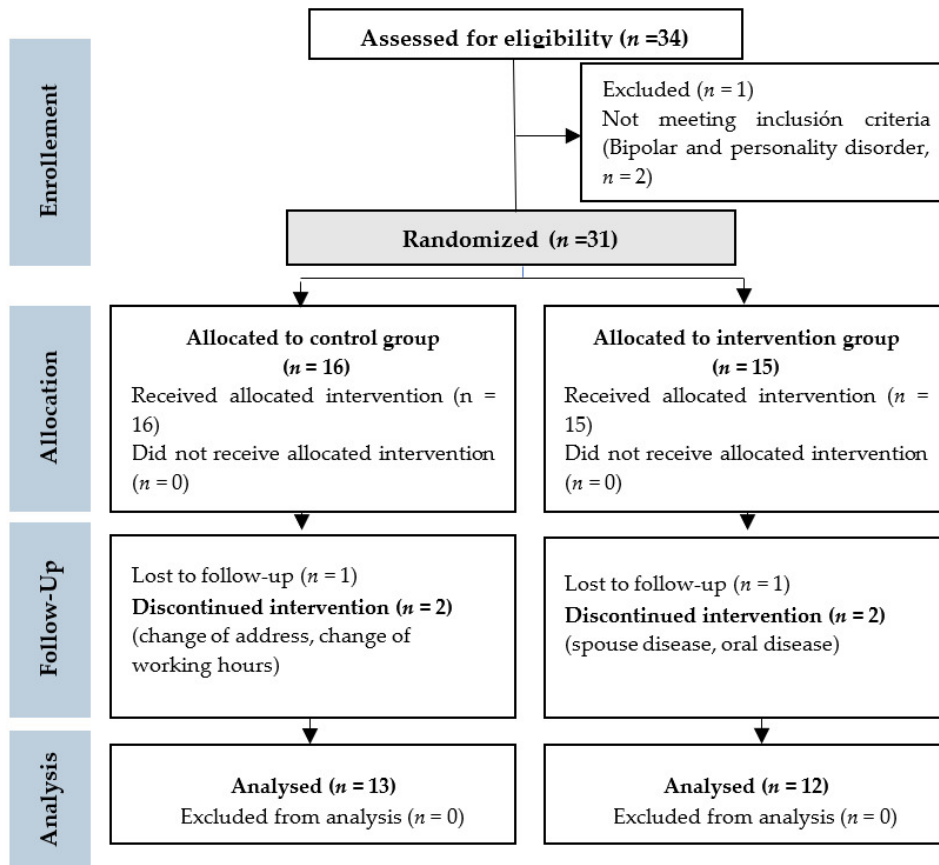 Assessed for eligibility (n =34)
Excluded (n = 1)
Not meeting inclusión criteria
(Bipolar and personality disorder,
n = 2)
Enrollement
Randomized (n =31)
Allocation
Allocated to control group
(n = 16)
Received allocated intervention (n =
16)
Did not receive allocated intervention
(n = 0)
Allocated to intervention group
(n = 15)
Received allocated intervention (n =
15)
Did not receive allocated intervention
(n = 0)
Follow-Up
Lost to follow-up (n = 1)
Discontinued intervention (n = 2)
(change of address, change of
working hours)
Lost to follow-up (n = 1)
Discontinued intervention (n = 2)
(spouse disease, oral disease)
Analysis
Analysed (n = 13)
Excluded from analysis (n = 0)
Analysed (n = 12)
Excluded from analysis (n = 0)